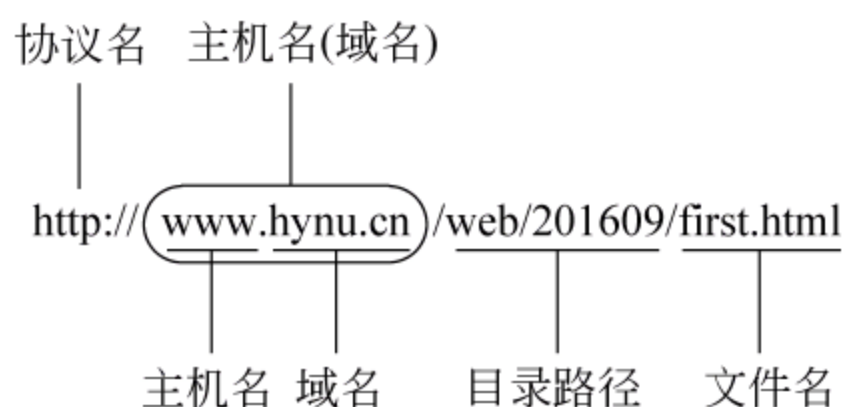 协议名 主机名(域名)
http://www.hynu.cn/web/201609/first.html
主机名 域名 目录路径 文件名